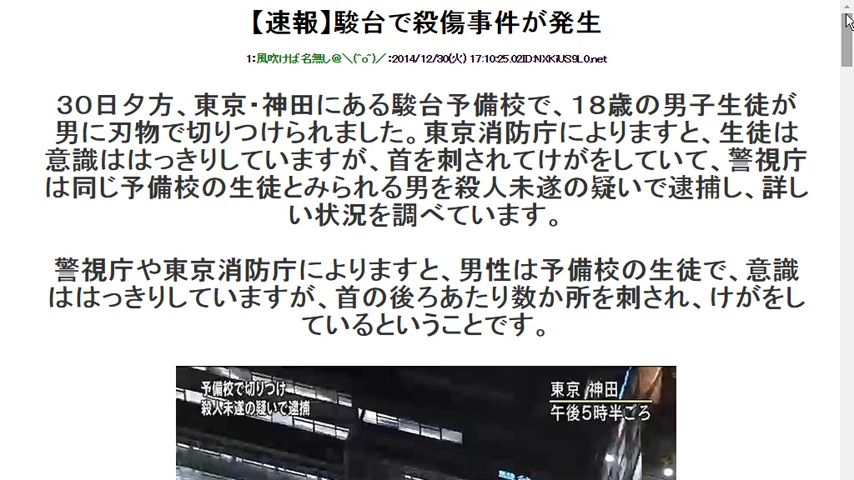 【速報】駿台で殺傷事件が発生
1:風吹けば名無し@\(^o^)/:2014/12/30(火) 17:10:25.02ID:NXKiUS9L0.net
30日夕方、東京・神田にある駿台予備校で、18歳の男子生徒が
男に刃物で切りつけられました。東京消防庁によりますと、生徒は
意識ははっきりしていますが、首を刺されてけがをしていて、警視庁
は同じ予備校の生徒とみられる男を殺人未遂の疑いで逮捕し、詳し
い状況を調べています。
警視庁や東京消防庁によりますと、男性は予備校の生徒で、意識
ははっきりしていますが、首の後ろあたり数か所を刺され、けがをし
ているということです。
予備校で切りつけ
殺人未遂の疑いで逮捕
東京 神田
午後5時半ごろ